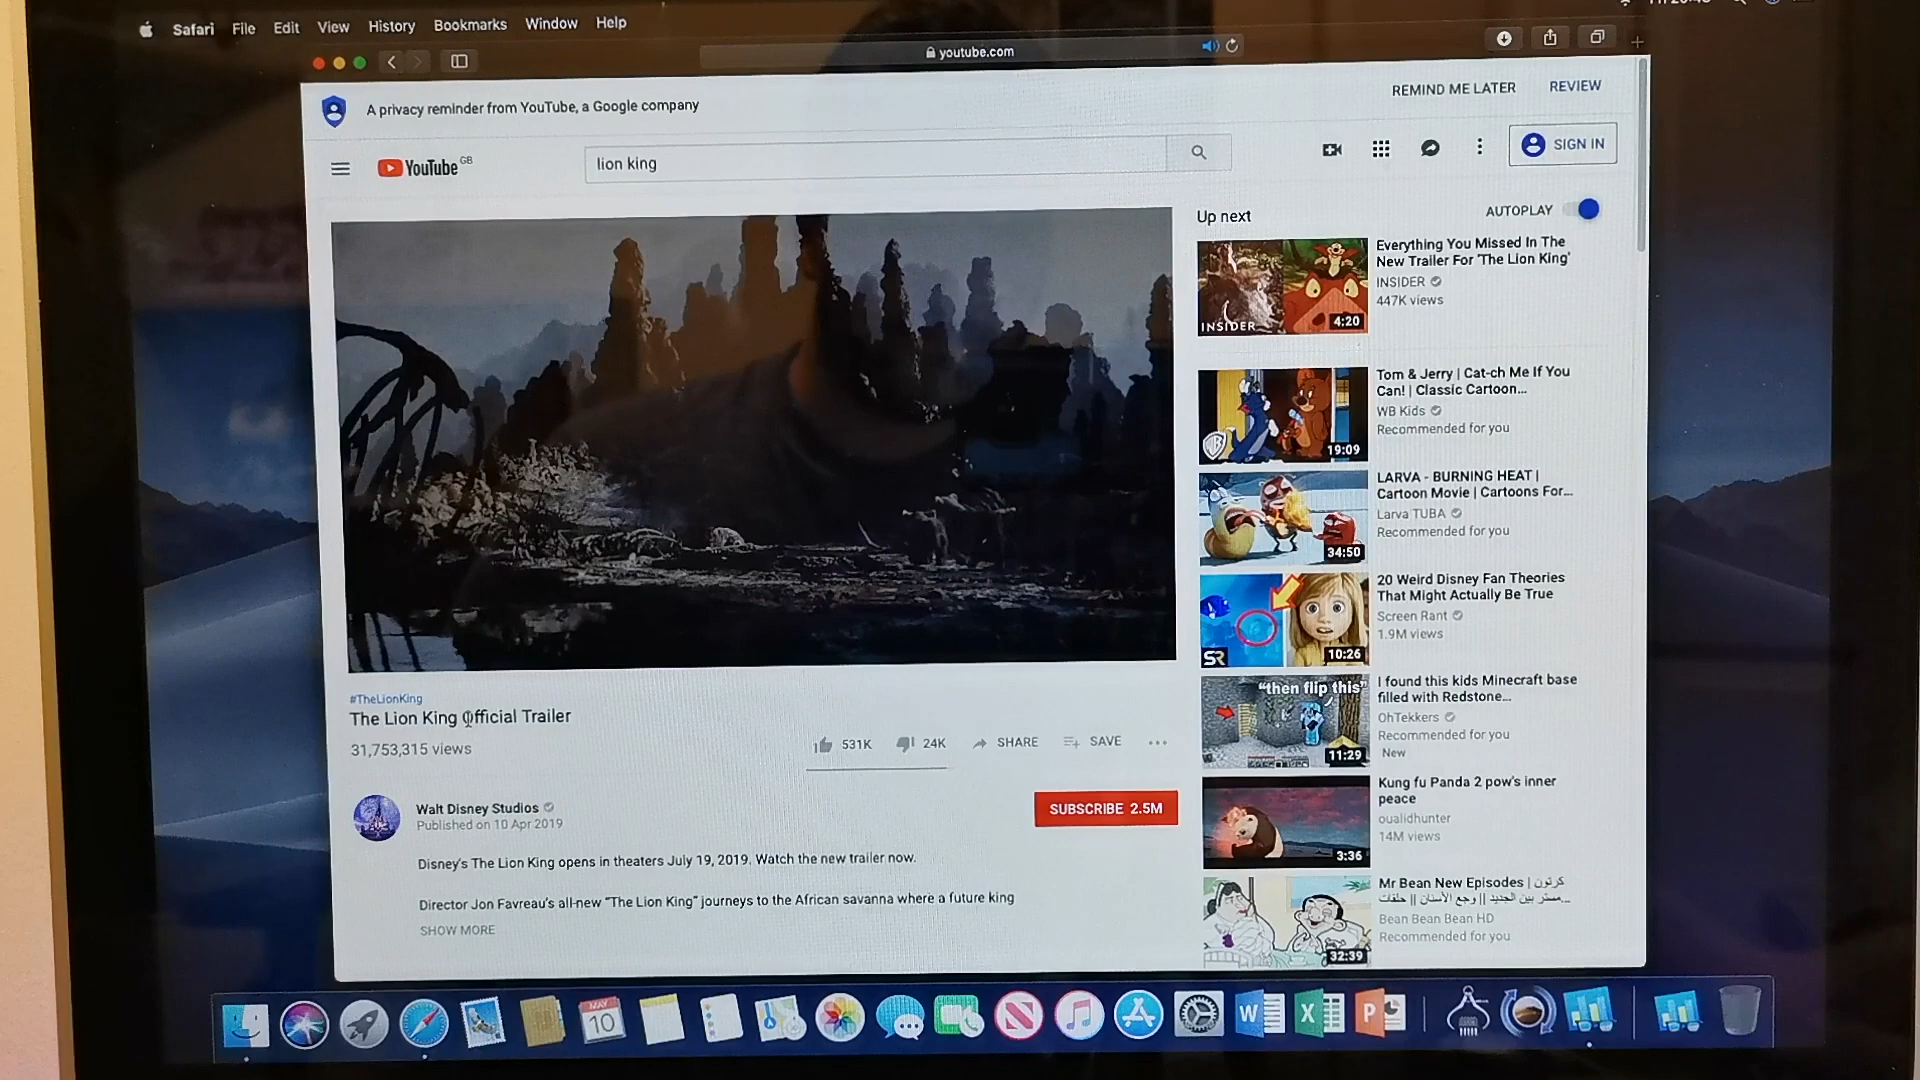 Safari File Edit View History Bookmarks Window Help
youtube.com
A privacy reminder from YouTube, a Google company
REMIND ME LATER REVIEW
YouTube GB
lion king
SIGN IN
Up next
AUTOPLAY
INSIDER
4:20
Everything You Missed In The
New Trailer For 'The Lion King'
INSIDER
447K views
19:09
Tom & Jerry | Cat-ch Me If You
Can! | Classic Cartoon...
WB Kids
Recommended for you
34:50
LARVA - BURNING HEAT |
Cartoon Movie | Cartoons For...
Larva TUBA
Recommended for you
SR
10:26
20 Weird Disney Fan Theories
That Might Actually Be True
Screen Rant
1.9M views
"then flip this"
11:29
I found this kids Minecraft base
filled with Redstone...
OhTekkers
Recommended for you
New
3:36
Kung fu Panda 2 pow's inner
peace
oualidhunter
14M views
32:39
Mr Bean New Episodes | كرتون
مستر بين الجديد || وجع الأسنان || حلقات...
Bean Bean Bean HD
Recommended for you
#TheLionKing
The Lion King Official Trailer
31,753,315 views
531K 24K SHARE SAVE
Walt Disney Studios
Published on 10 Apr 2019
SUBSCRIBE 2.5M
Disney's The Lion King opens in theaters July 19, 2019. Watch the new trailer now.
Director Jon Favreau's all-new "The Lion King" journeys to the African savanna where a future king
SHOW MORE
MAY
10
W X P